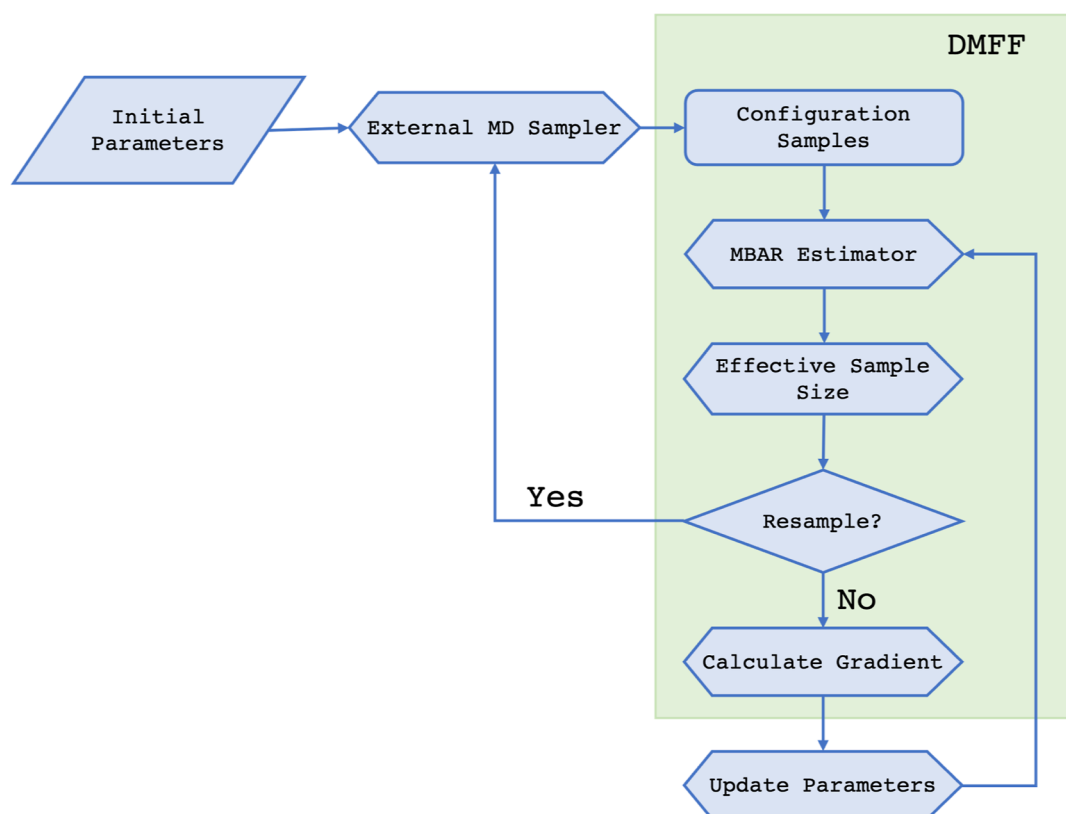 DMFF
Initial
Parameters
External MD Sampler
Configuration
Samples
MBAR Estimator
Effective Sample
Size
Yes
Resample?
No
Calculate Gradient
Update Parameters